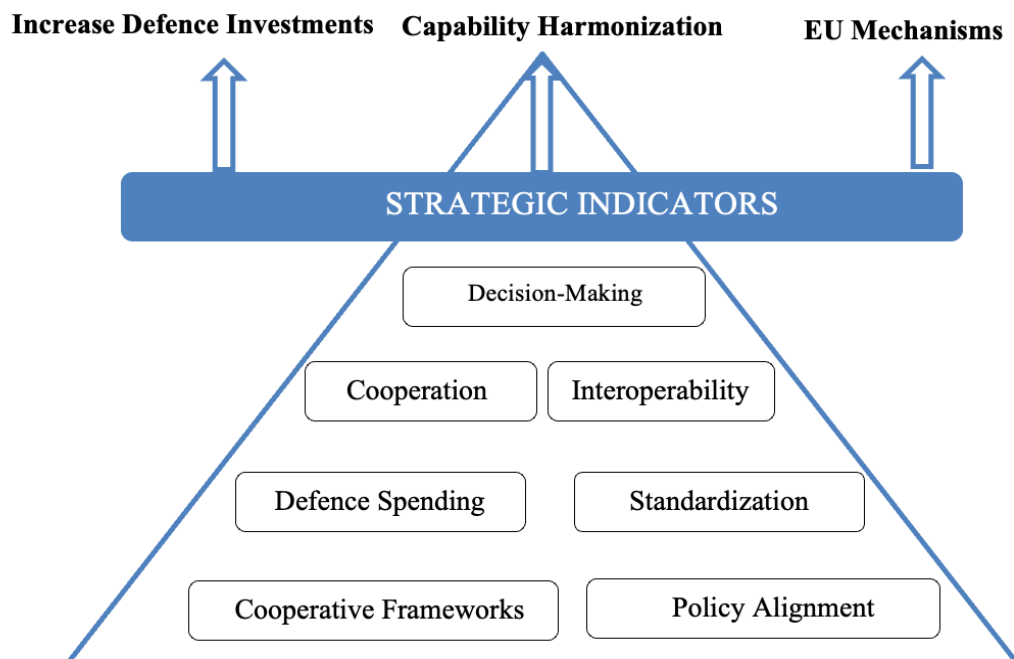 Increase Defence Investments
Capability Harmonization
EU Mechanisms
STRATEGIC INDICATORS
Decision-Making
Cooperation
Interoperability
Defence Spending
Standardization
Cooperative Frameworks
Policy Alignment